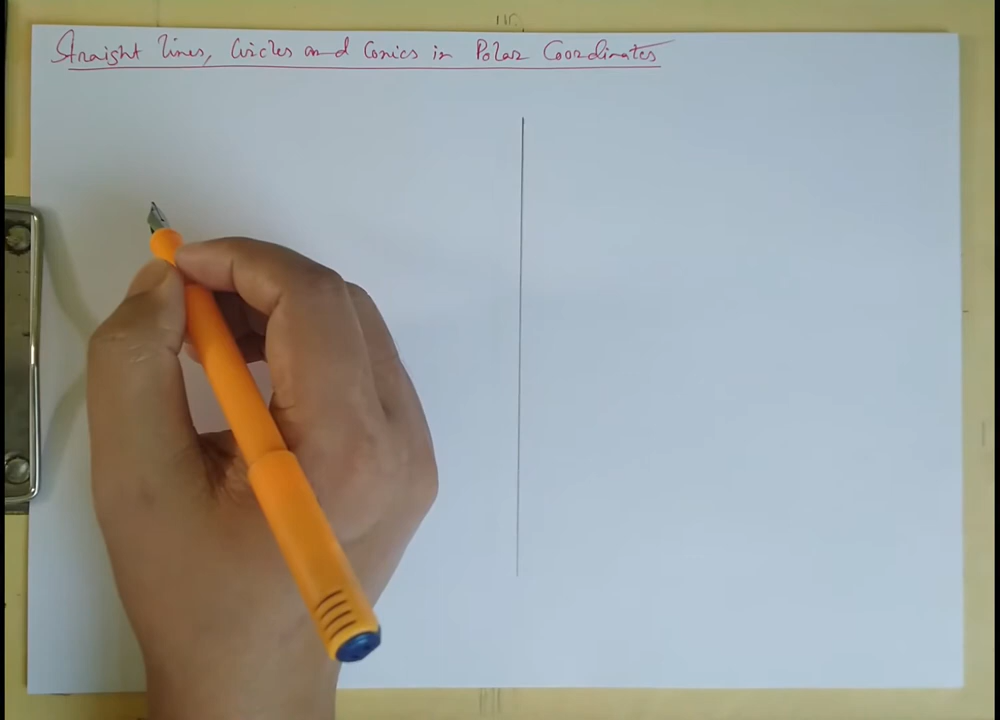 Straight lines, Circles and Conics in Polar Coordinates